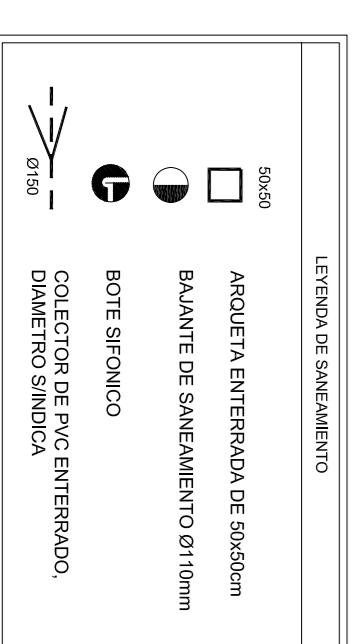 LEYENDA DE SANEAMIENTO
50x50
ARQUETA ENTERRADA DE 50x50cm
BAJANTE DE SANEAMIENTO Ø110mm
BOTE SIFONICO
COLECTOR DE PVC ENTERRADO,
DIAMETRO S/INDICA
Ø150